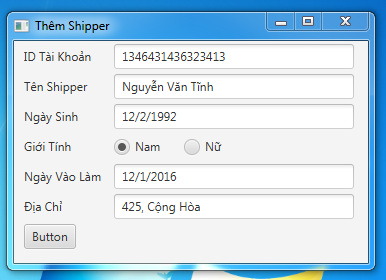 Thêm Shipper
ID Tài Khoản 1346431436323413
Tên Shipper Nguyễn Văn Tĩnh
Ngày Sinh 12/2/1992
Giới Tính Nam Nữ
Ngày Vào Làm 12/1/2016
Địa Chỉ 425, Cộng Hòa
Button